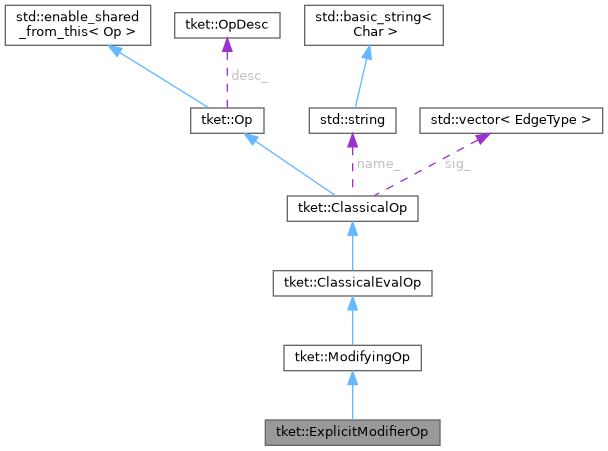 std::enable_shared
_from_this< Op >
tket::OpDesc
std::basic_string<
Char >
desc_
tket::Op
std::string
std::vector< EdgeType >
name_
sig_
tket::ClassicalOp
tket::ClassicalEvalOp
tket::ModifyingOp
tket::ExplicitModifierOp